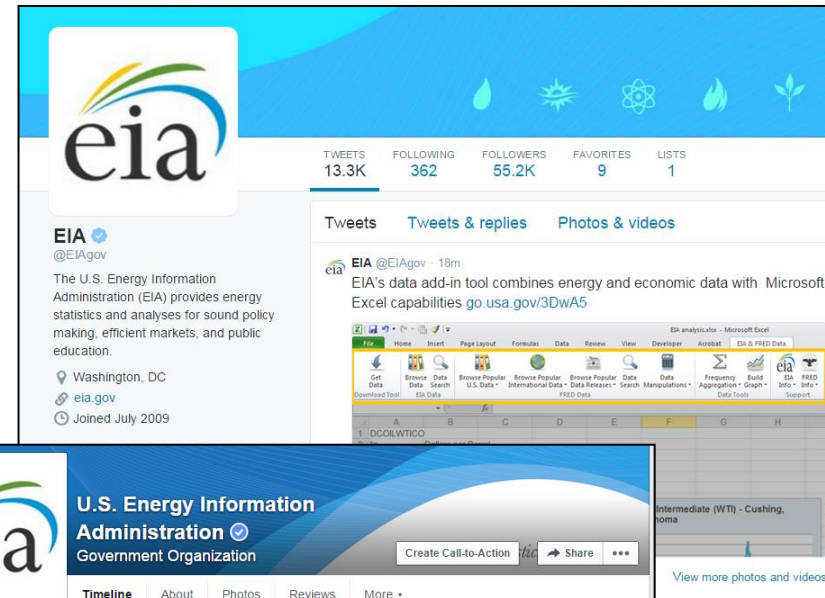 eia
TWEETS FOLLOWING FOLLOWERS FAVORITES LISTS
13.3K 362 55.2K 9 1
Tweets Tweets & replies Photos & videos
EIA
@EIAgov
The U.S. Energy Information
Administration (EIA) provides energy
statistics and analyses for sound policy
making, efficient markets, and public
education.
Washington, DC
eia.gov
Joined July 2009
eia EIA @EIAgov · 18m
EIA's data add-in tool combines energy and economic data with Microsoft
Excel capabilities go.usa.gov/3DwA5
EIA analysis.xlsx - Microsoft Excel
File Home Insert Page Layout Formulas Data Review View Developer Acrobat EIA & FRED Data
Get Data Browse Data Data Search Browse Popular U.S. Data Browse Popular International Data Browse Popular Data Releases Data Search Data Manipulations Frequency Aggregation Build Graph EIA Info FRED Info
Download Tool EIA Data FRED Data Data Tools Support
fx
A B C D E F G H
1 DCOILWTICO
Intermediate (WTI) - Cushing,
View more photos and videos
a
U.S. Energy Information
Administration
Government Organization
Create Call-to-Action Share •••
Timeline About Photos Reviews More